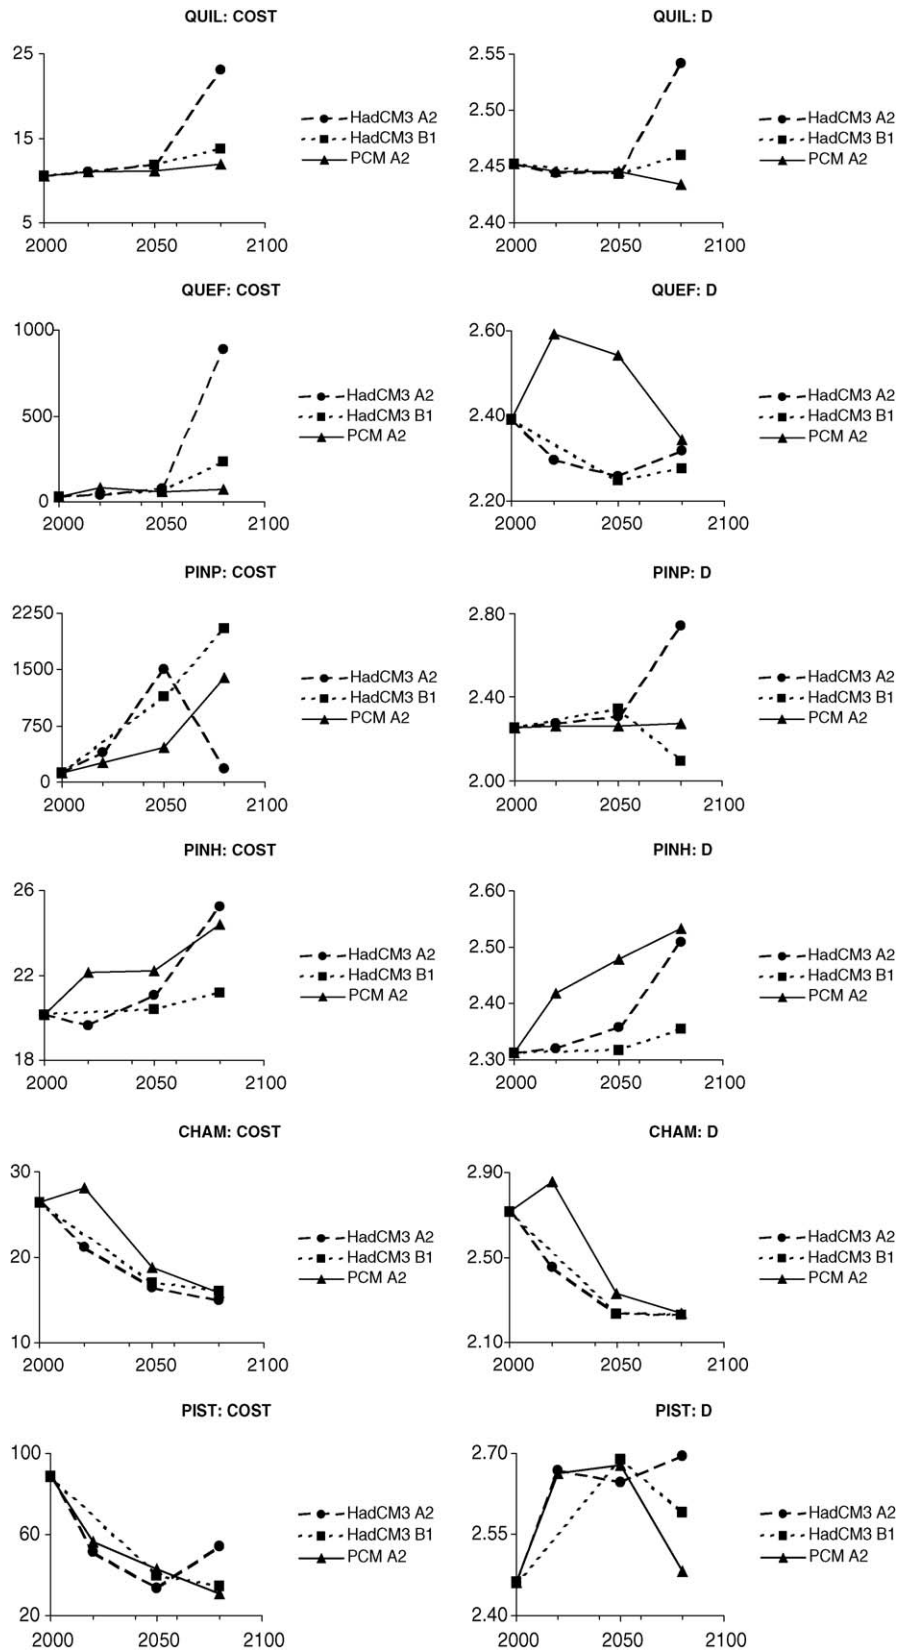 QUIL: COST
25
15
5
2000 2050 2100
HadCM3 A2
HadCM3 B1
PCM A2
QUIL: D
2.55
2.50
2.45
2.40
2000 2050 2100
HadCM3 A2
HadCM3 B1
PCM A2
QUEF: COST
1000
500
0
2000 2050 2100
HadCM3 A2
HadCM3 B1
PCM A2
QUEF: D
2.60
2.40
2.20
2000 2050 2100
HadCM3 A2
HadCM3 B1
PCM A2
PINP: COST
2250
1500
750
0
2000 2050 2100
HadCM3 A2
HadCM3 B1
PCM A2
PINP: D
2.80
2.40
2.00
2000 2050 2100
HadCM3 A2
HadCM3 B1
PCM A2
PINH: COST
26
22
18
2000 2050 2100
HadCM3 A2
HadCM3 B1
PCM A2
PINH: D
2.60
2.50
2.40
2.30
2000 2050 2100
HadCM3 A2
HadCM3 B1
PCM A2
CHAM: COST
30
20
10
2000 2050 2100
HadCM3 A2
HadCM3 B1
PCM A2
CHAM: D
2.90
2.50
2.10
2000 2050 2100
HadCM3 A2
HadCM3 B1
PCM A2
PIST: COST
100
60
20
2000 2050 2100
HadCM3 A2
HadCM3 B1
PCM A2
PIST: D
2.70
2.55
2.40
2000 2050 2100
HadCM3 A2
HadCM3 B1
PCM A2